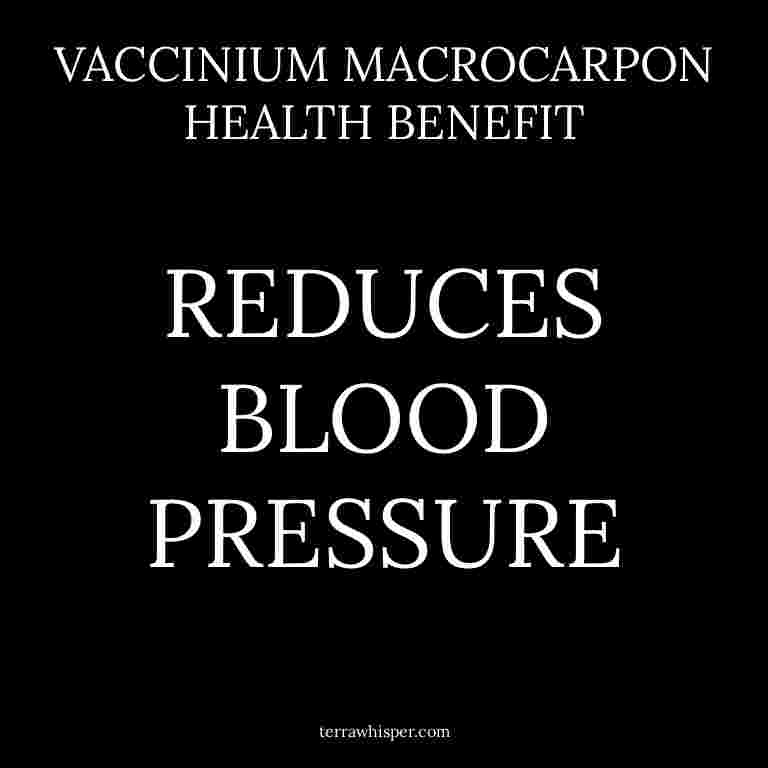 VACCINIUM MACROCARPON
HEALTH BENEFIT
REDUCES
BLOOD
PRESSURE
terrawhisper.com